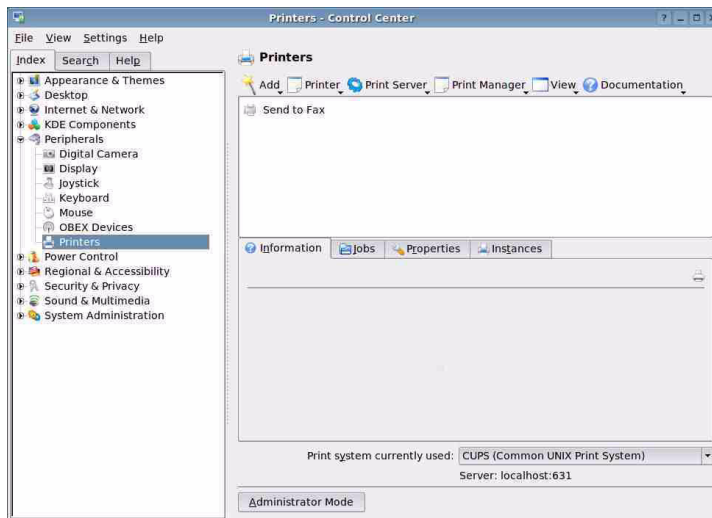 Printers - Control Center
File View Settings Help
Index Search Help
Appearance & Themes
Desktop
Internet & Network
KDE Components
Peripherals
Digital Camera
Display
Joystick
Keyboard
Mouse
OBEX Devices
Printers
Power Control
Regional & Accessibility
Security & Privacy
Sound & Multimedia
System Administration
Printers
Add Printer Print Server Print Manager View Documentation
Send to Fax
Information Jobs Properties Instances
Print system currently used: CUPS (Common UNIX Print System)
Server: localhost:631
Administrator Mode